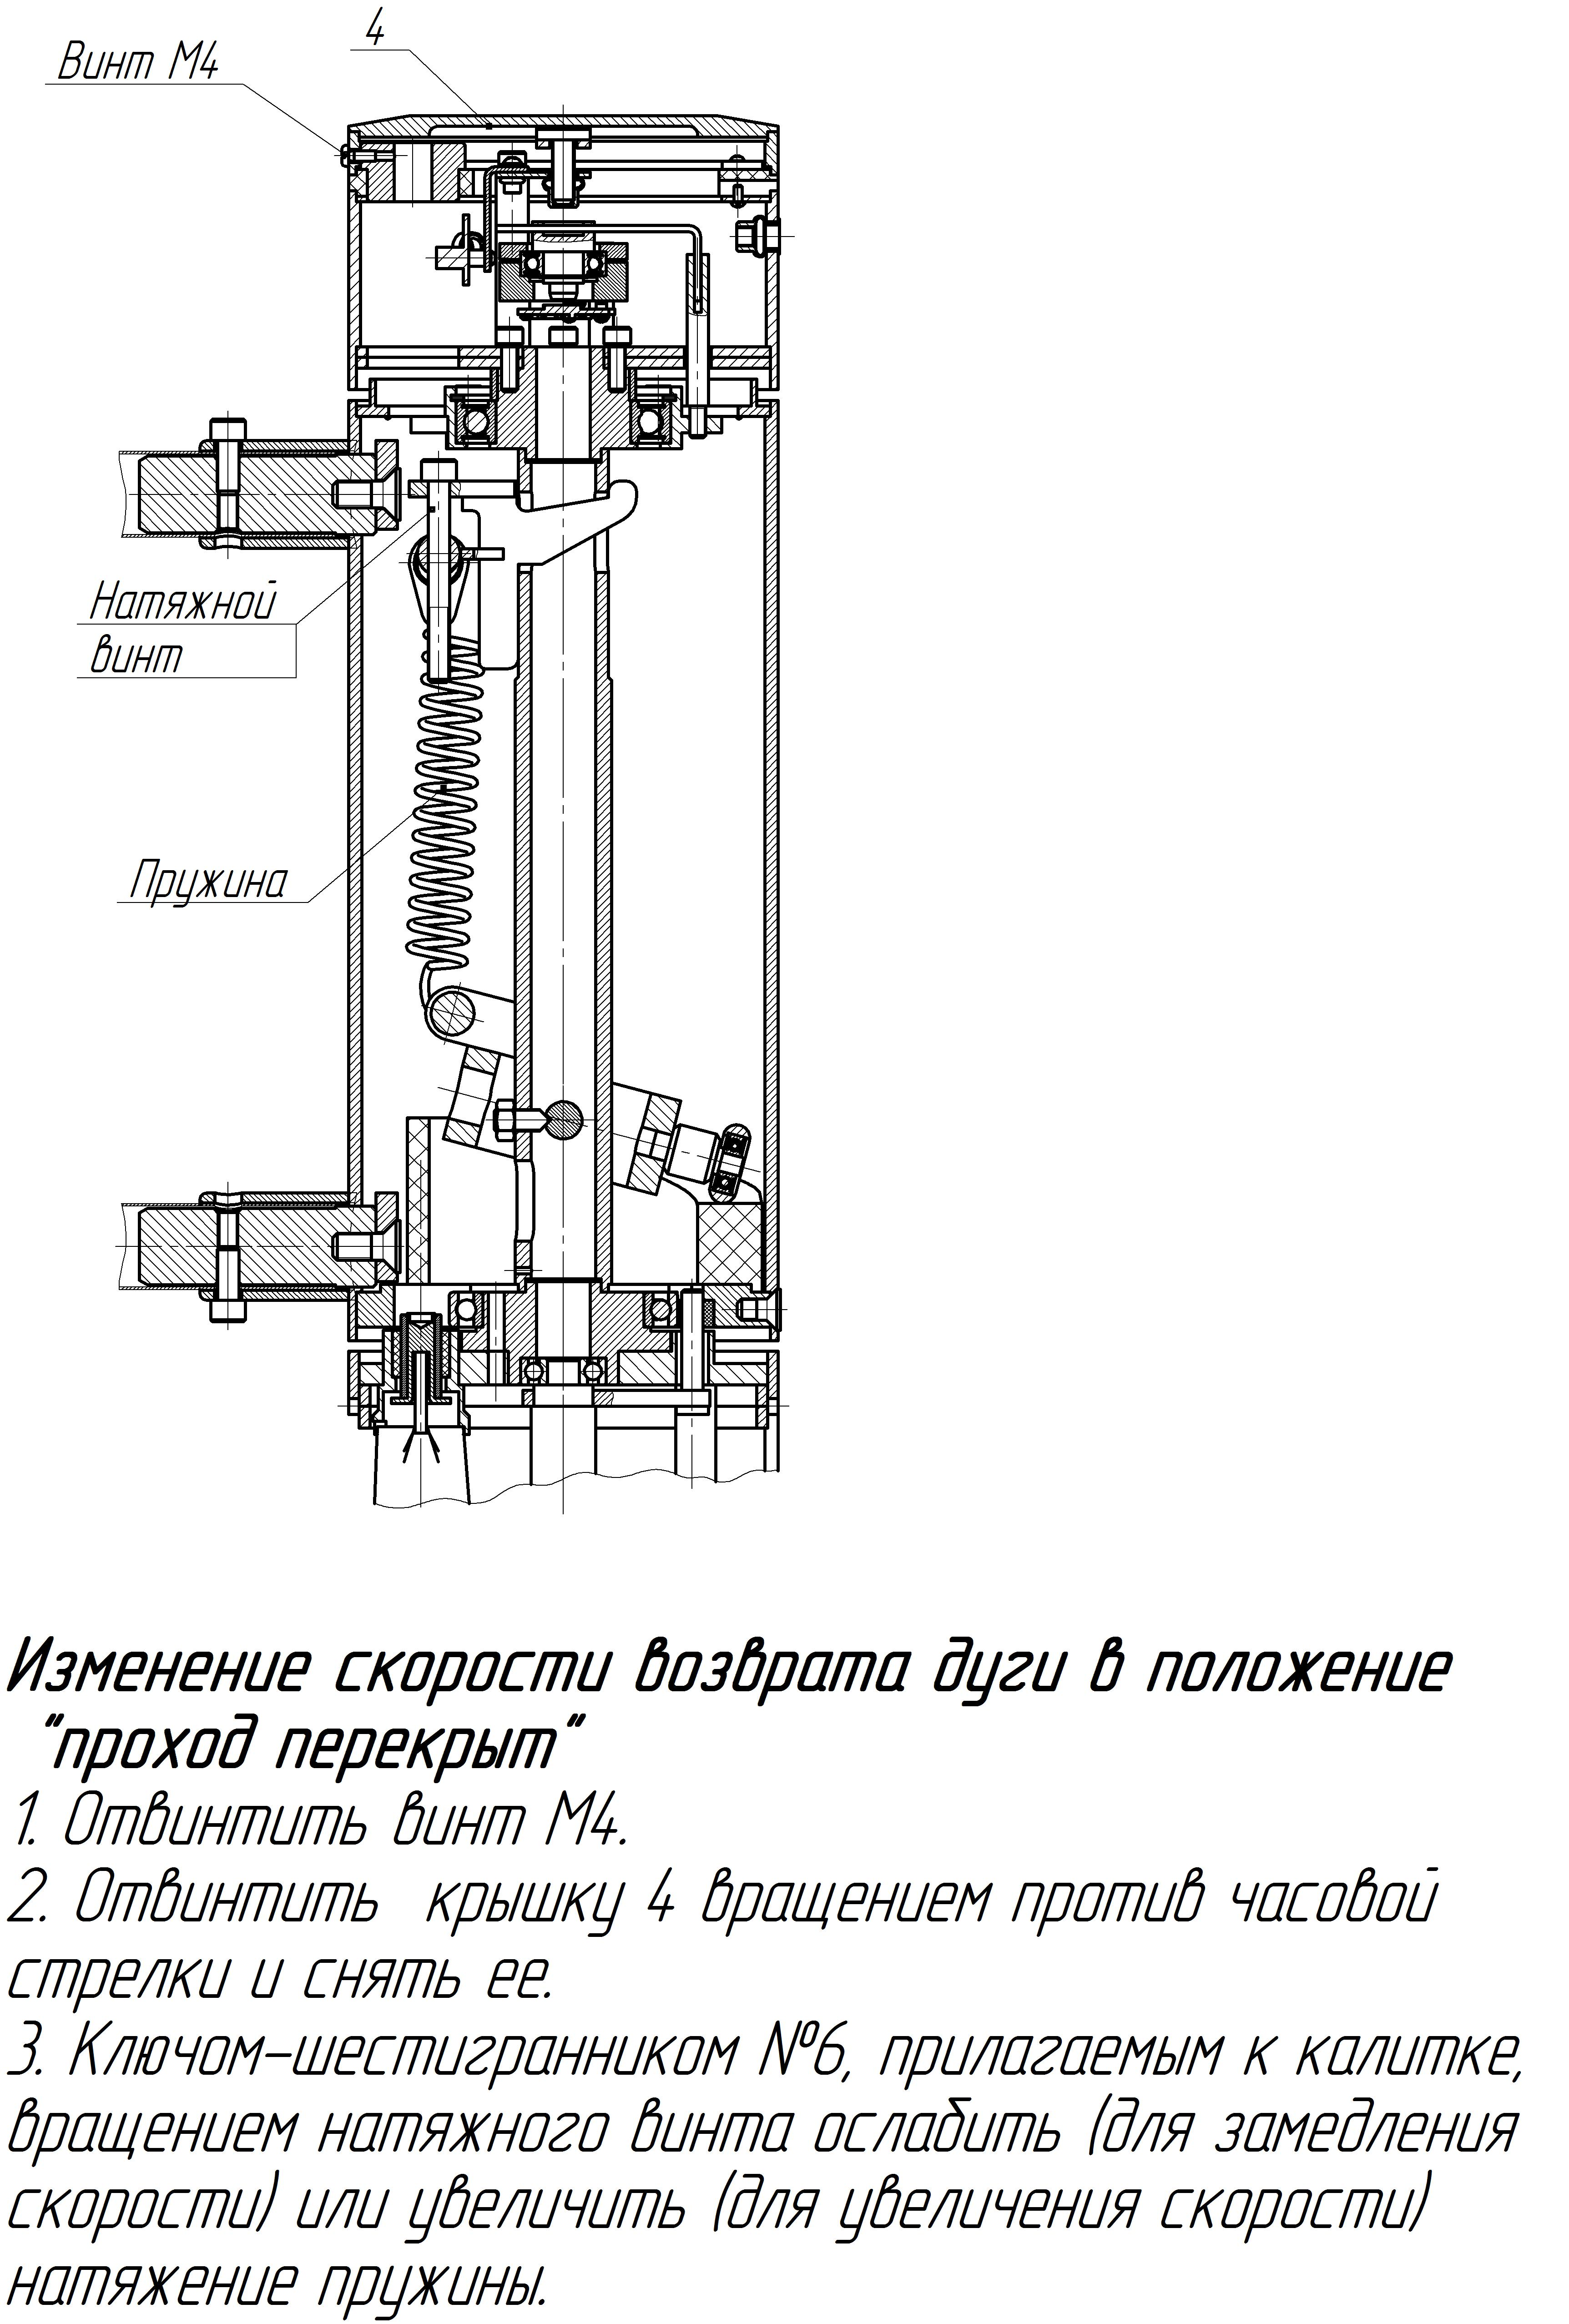 4
Винт М4
Натяжной
винт
Пружина
Изменение скорости возврата дуги в положение
"проход перекрыт"
1. Отвинтить винт М4.
2. Отвинтить крышку 4 вращением против часовой
стрелки и снять ее.
3. Ключом-шестигранником №6, прилагаемым к калитке,
вращением натяжного винта ослабить (для замедления
скорости) или увеличить (для увеличения скорости)
натяжение пружины.